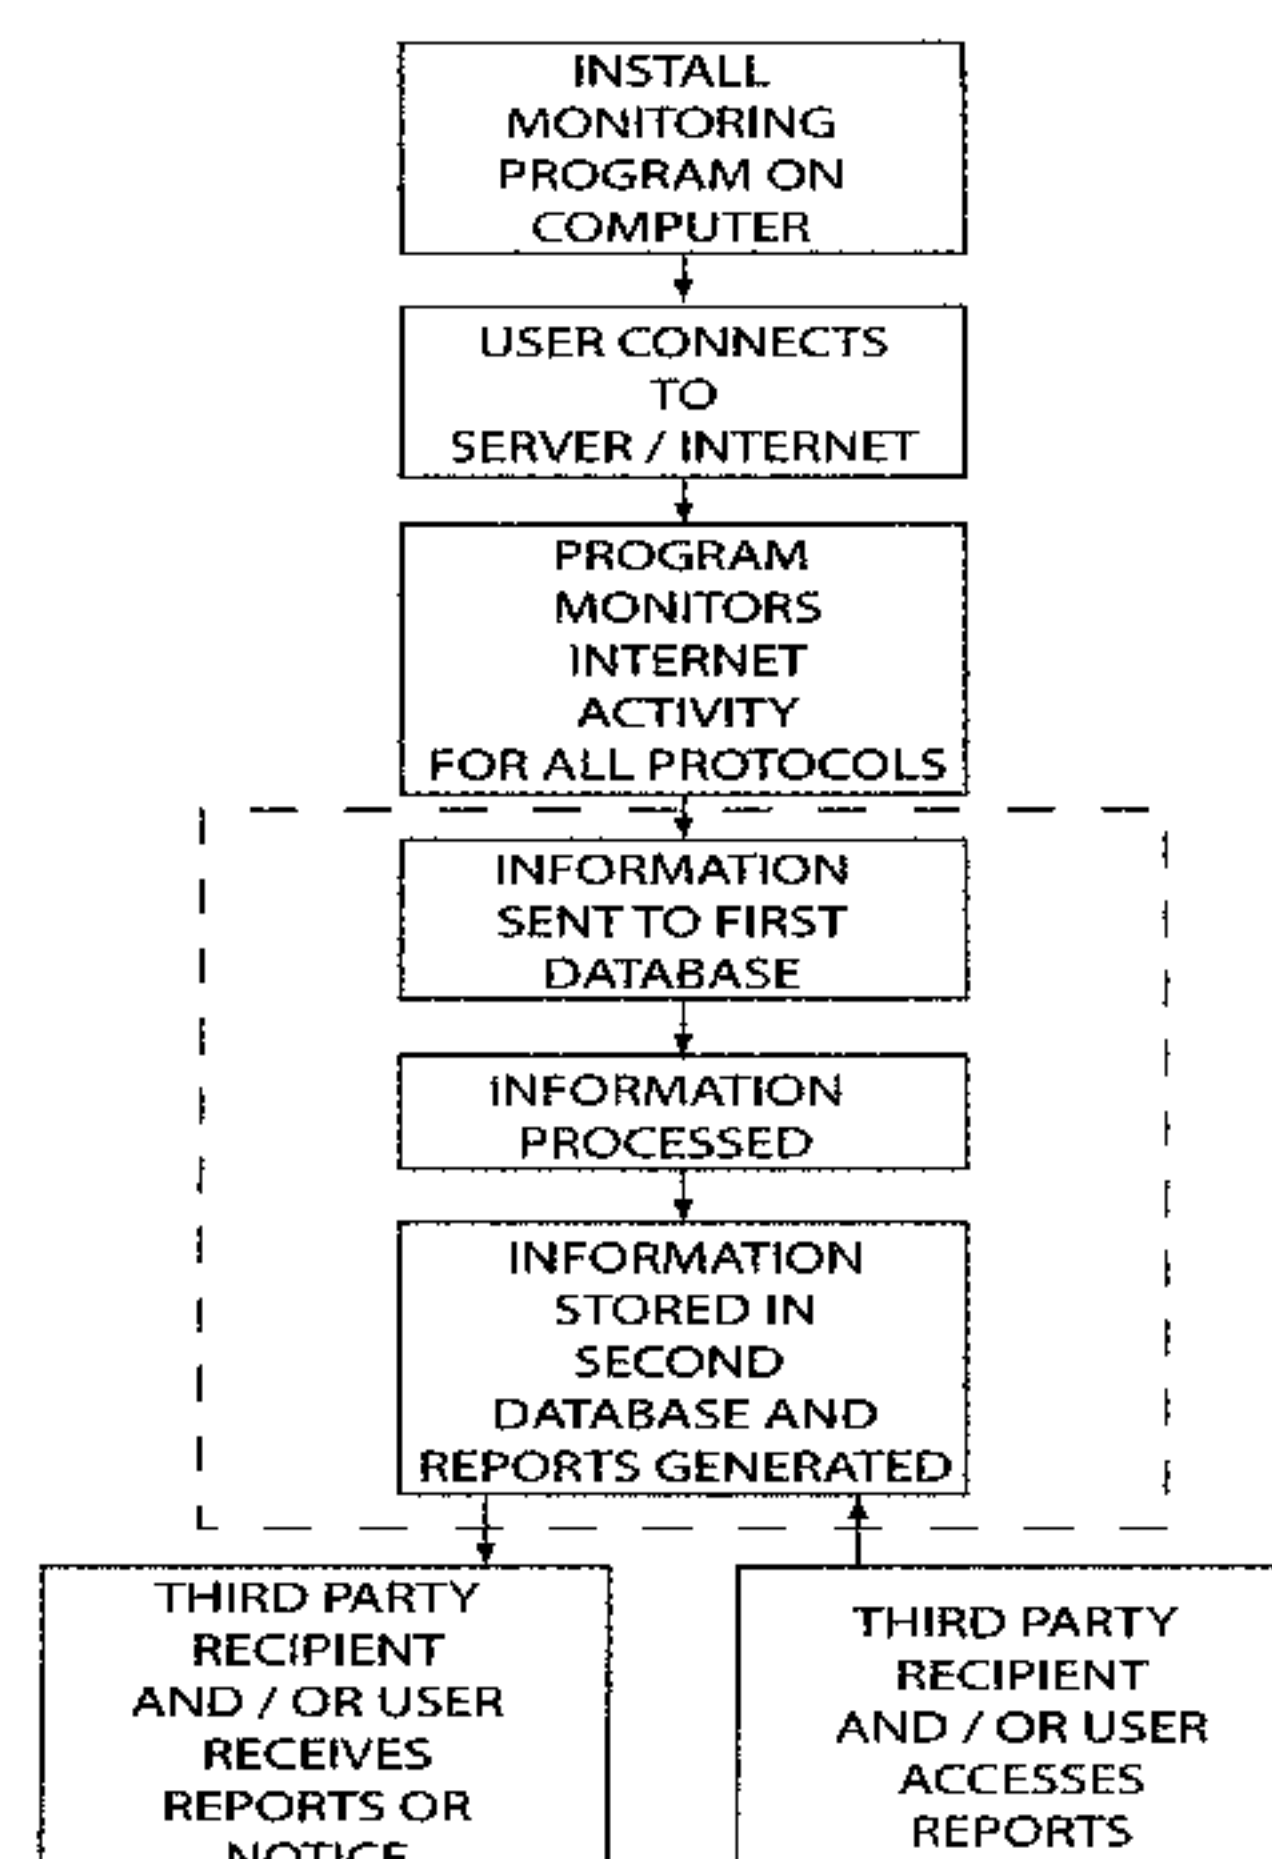 INSTALL
MONITORING
PROGRAM ON
COMPUTER
USER CONNECTS
TO
SERVER / INTERNET
PROGRAM
MONITORS
INTERNET
ACTIVITY
FOR ALL PROTOCOLS
INFORMATION
SENT TO FIRST
DATABASE
INFORMATION
PROCESSED
INFORMATION
STORED IN
SECOND
DATABASE AND
REPORTS GENERATED
THIRD PARTY
RECIPIENT
AND / OR USER
RECEIVES
REPORTS OR
NOTICE
THIRD PARTY
RECIPIENT
AND / OR USER
ACCESSES
REPORTS